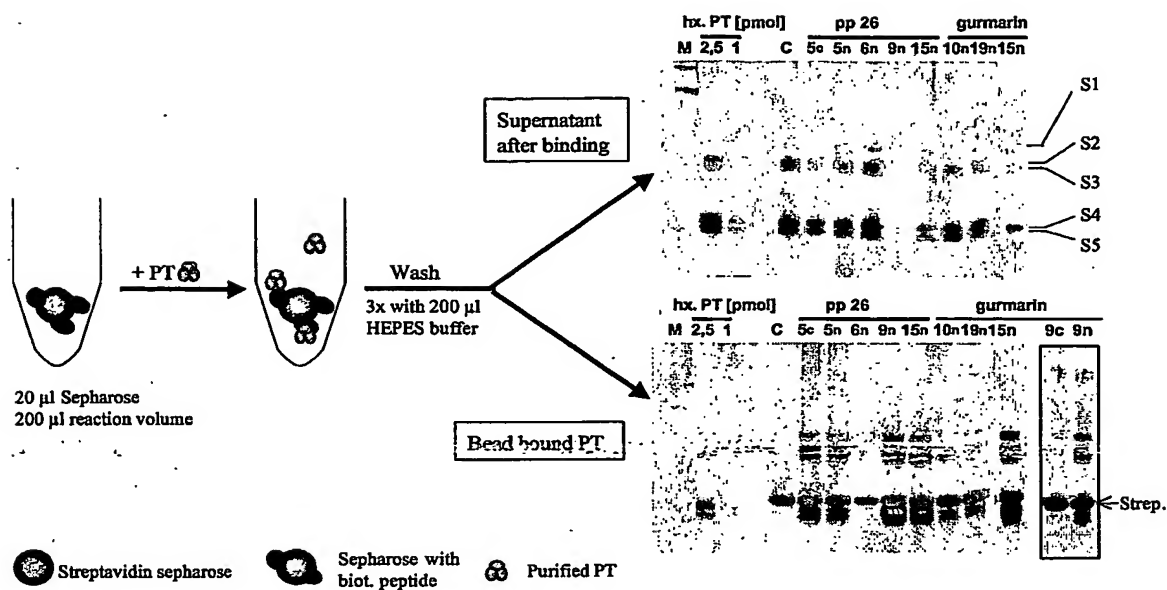 hx. PT [pmol] pp 26 gurmarin
M 2,5 1 C 5c 5n 6n 9n 15n 10n 19n 15n
S1
S2
S3
S4
S5
Supernatant
after binding
+ PT
Wash
3x with 200 µl
HEPES buffer
20 µl Sepharose
200 µl reaction volume
hx. PT [pmol] pp 26 gurmarin
M 2,5 1 C 5c 5n 6n 9n 15n 10n 19n 15n 9c 9n
Bead bound PT
Strep.
Streptavidin sepharose
Sepharose with
biot. peptide
Purified PT